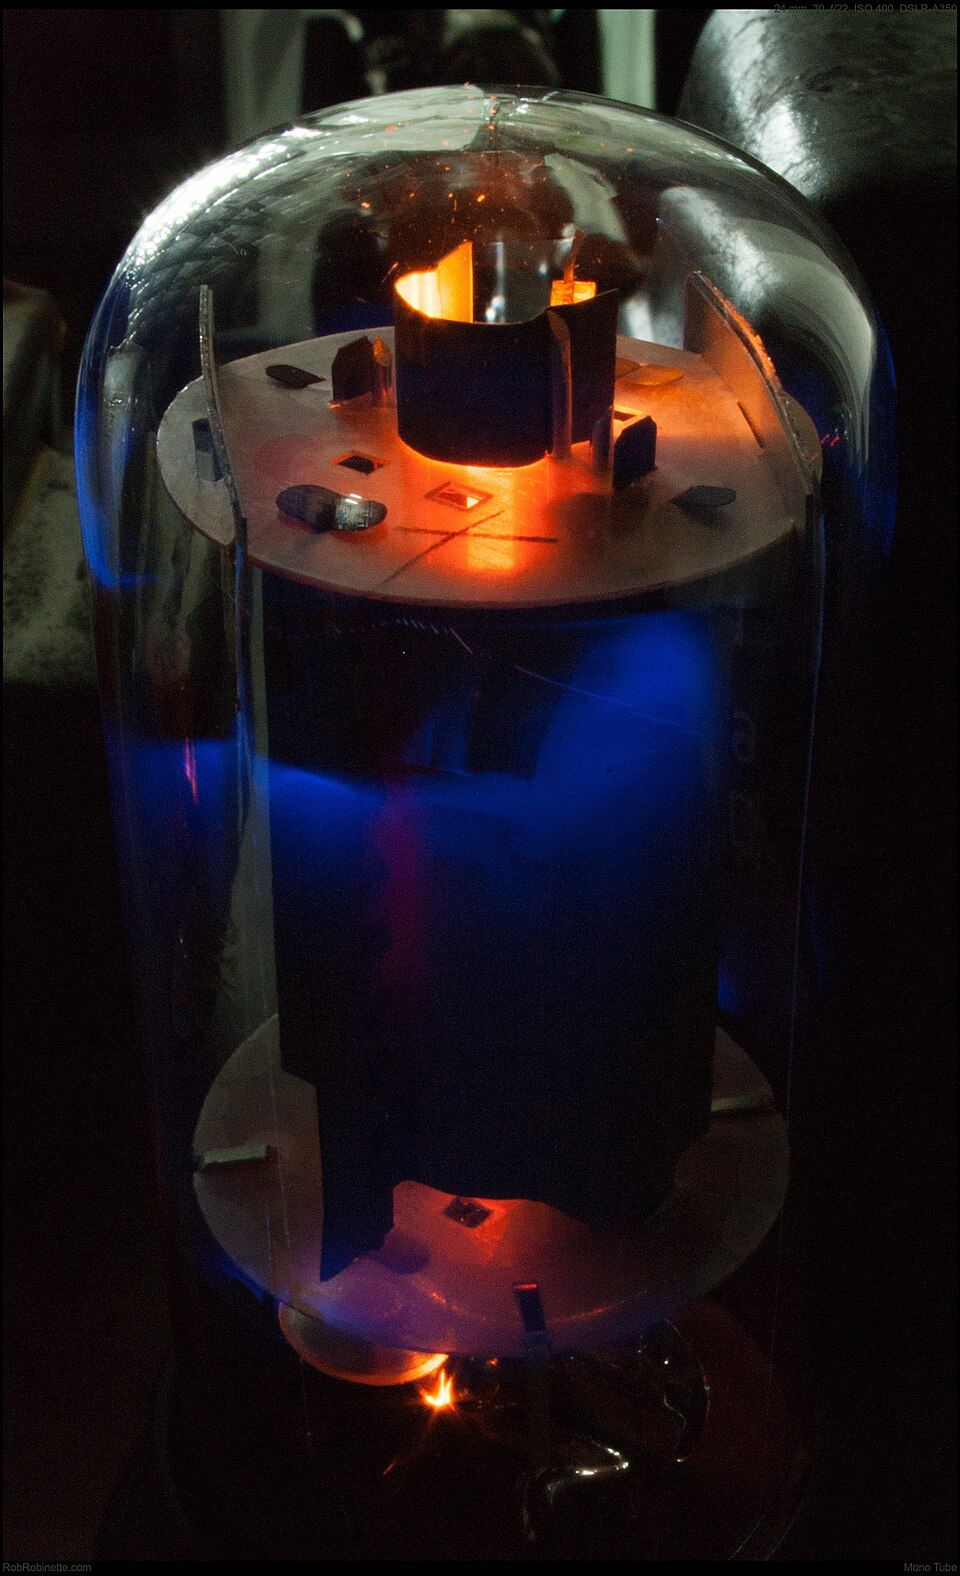 24 mm, 30, f/22, ISO 400, DSLR-A350
RobRobinette.com
Mono Tube